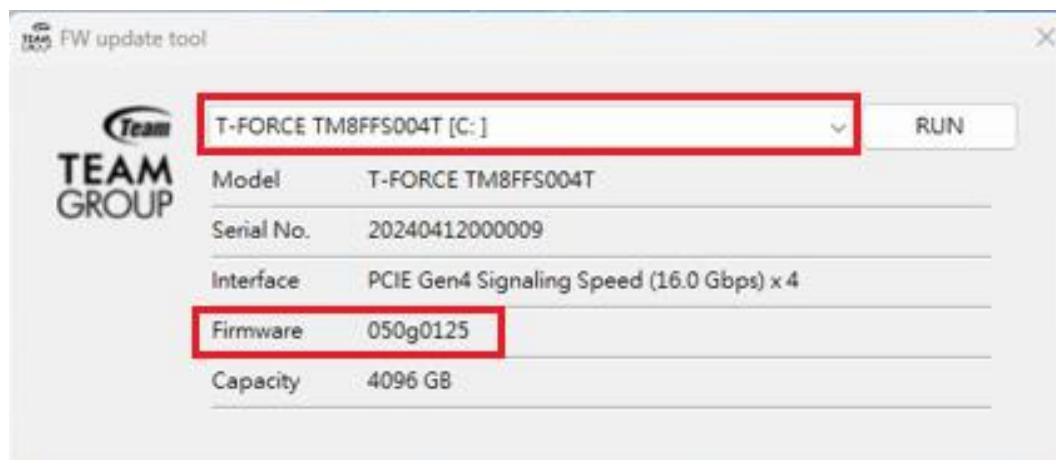 FW update tool
Team
TEAM
GROUP
T-FORCE TM8FFS004T [C: ]
RUN
Model T-FORCE TM8FFS004T
Serial No. 20240412000009
Interface PCIE Gen4 Signaling Speed (16.0 Gbps) x 4
Firmware 050g0125
Capacity 4096 GB